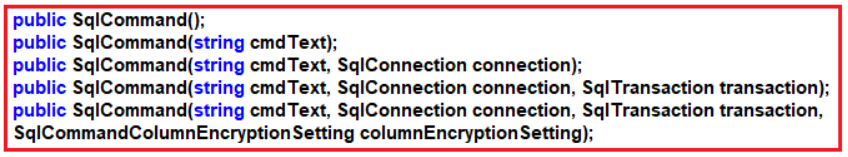 public SqlCommand();
public SqlCommand(string cmdText);
public SqlCommand(string cmdText, SqlConnection connection);
public SqlCommand(string cmdText, SqlConnection connection, SqlTransaction transaction);
public SqlCommand(string cmdText, SqlConnection connection, SqlTransaction transaction,
SqlCommandColumnEncryptionSetting columnEncryptionSetting);